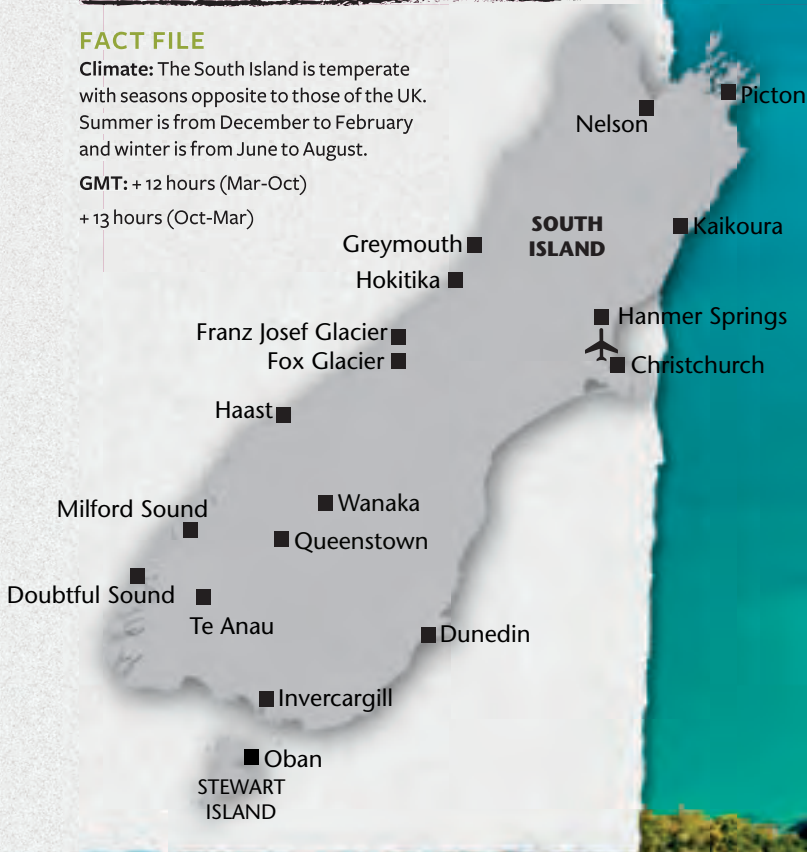 FACT FILE
Climate: The South Island is temperate
with seasons opposite to those of the UK.
Summer is from December to February
and winter is from June to August.
GMT: + 12 hours (Mar-Oct)
+ 13 hours (Oct-Mar)
Picton
Nelson
SOUTH
ISLAND
Kaikoura
Greymouth
Hokitika
Hanmer Springs
Franz Josef Glacier
Fox Glacier
Christchurch
Haast
Wanaka
Milford Sound
Queenstown
Doubtful Sound
Te Anau
Dunedin
Invercargill
Oban
STEWART
ISLAND